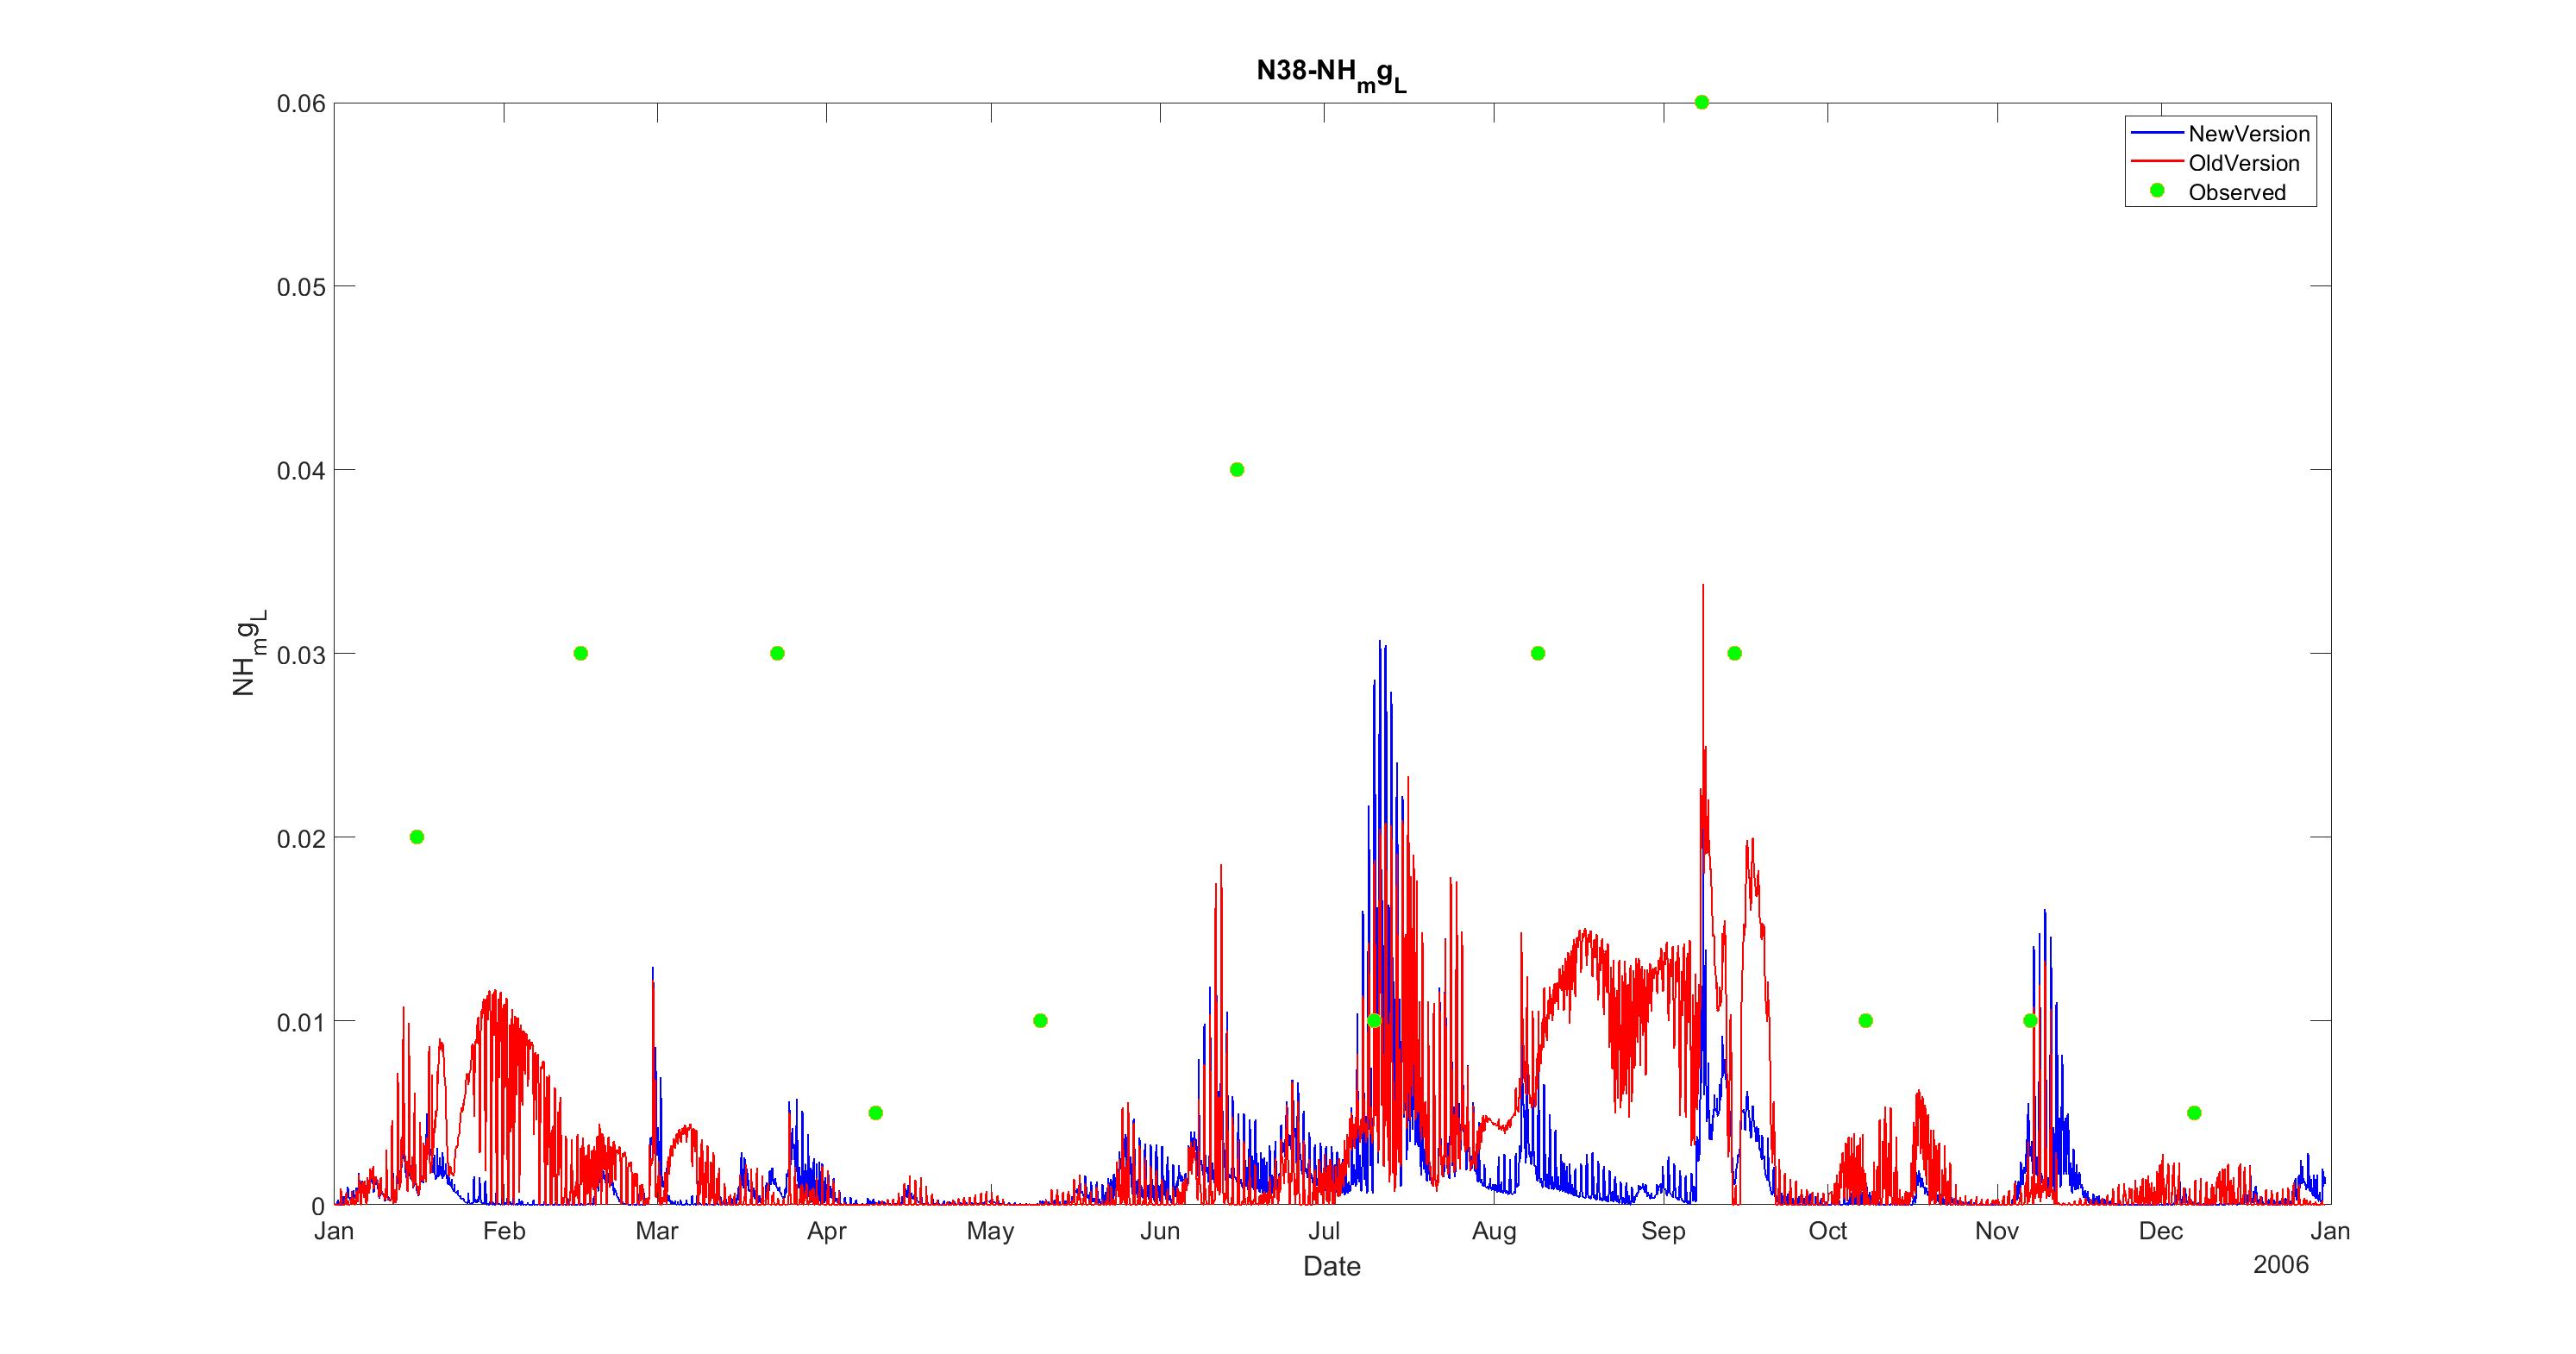 N38-NHmgL
0.06
0.05
0.04
0.03
0.02
0.01
0
NHmgL
NewVersion
OldVersion
Observed
Jan Feb Mar Apr May Jun Jul Aug Sep Oct Nov Dec Jan
Date
2006